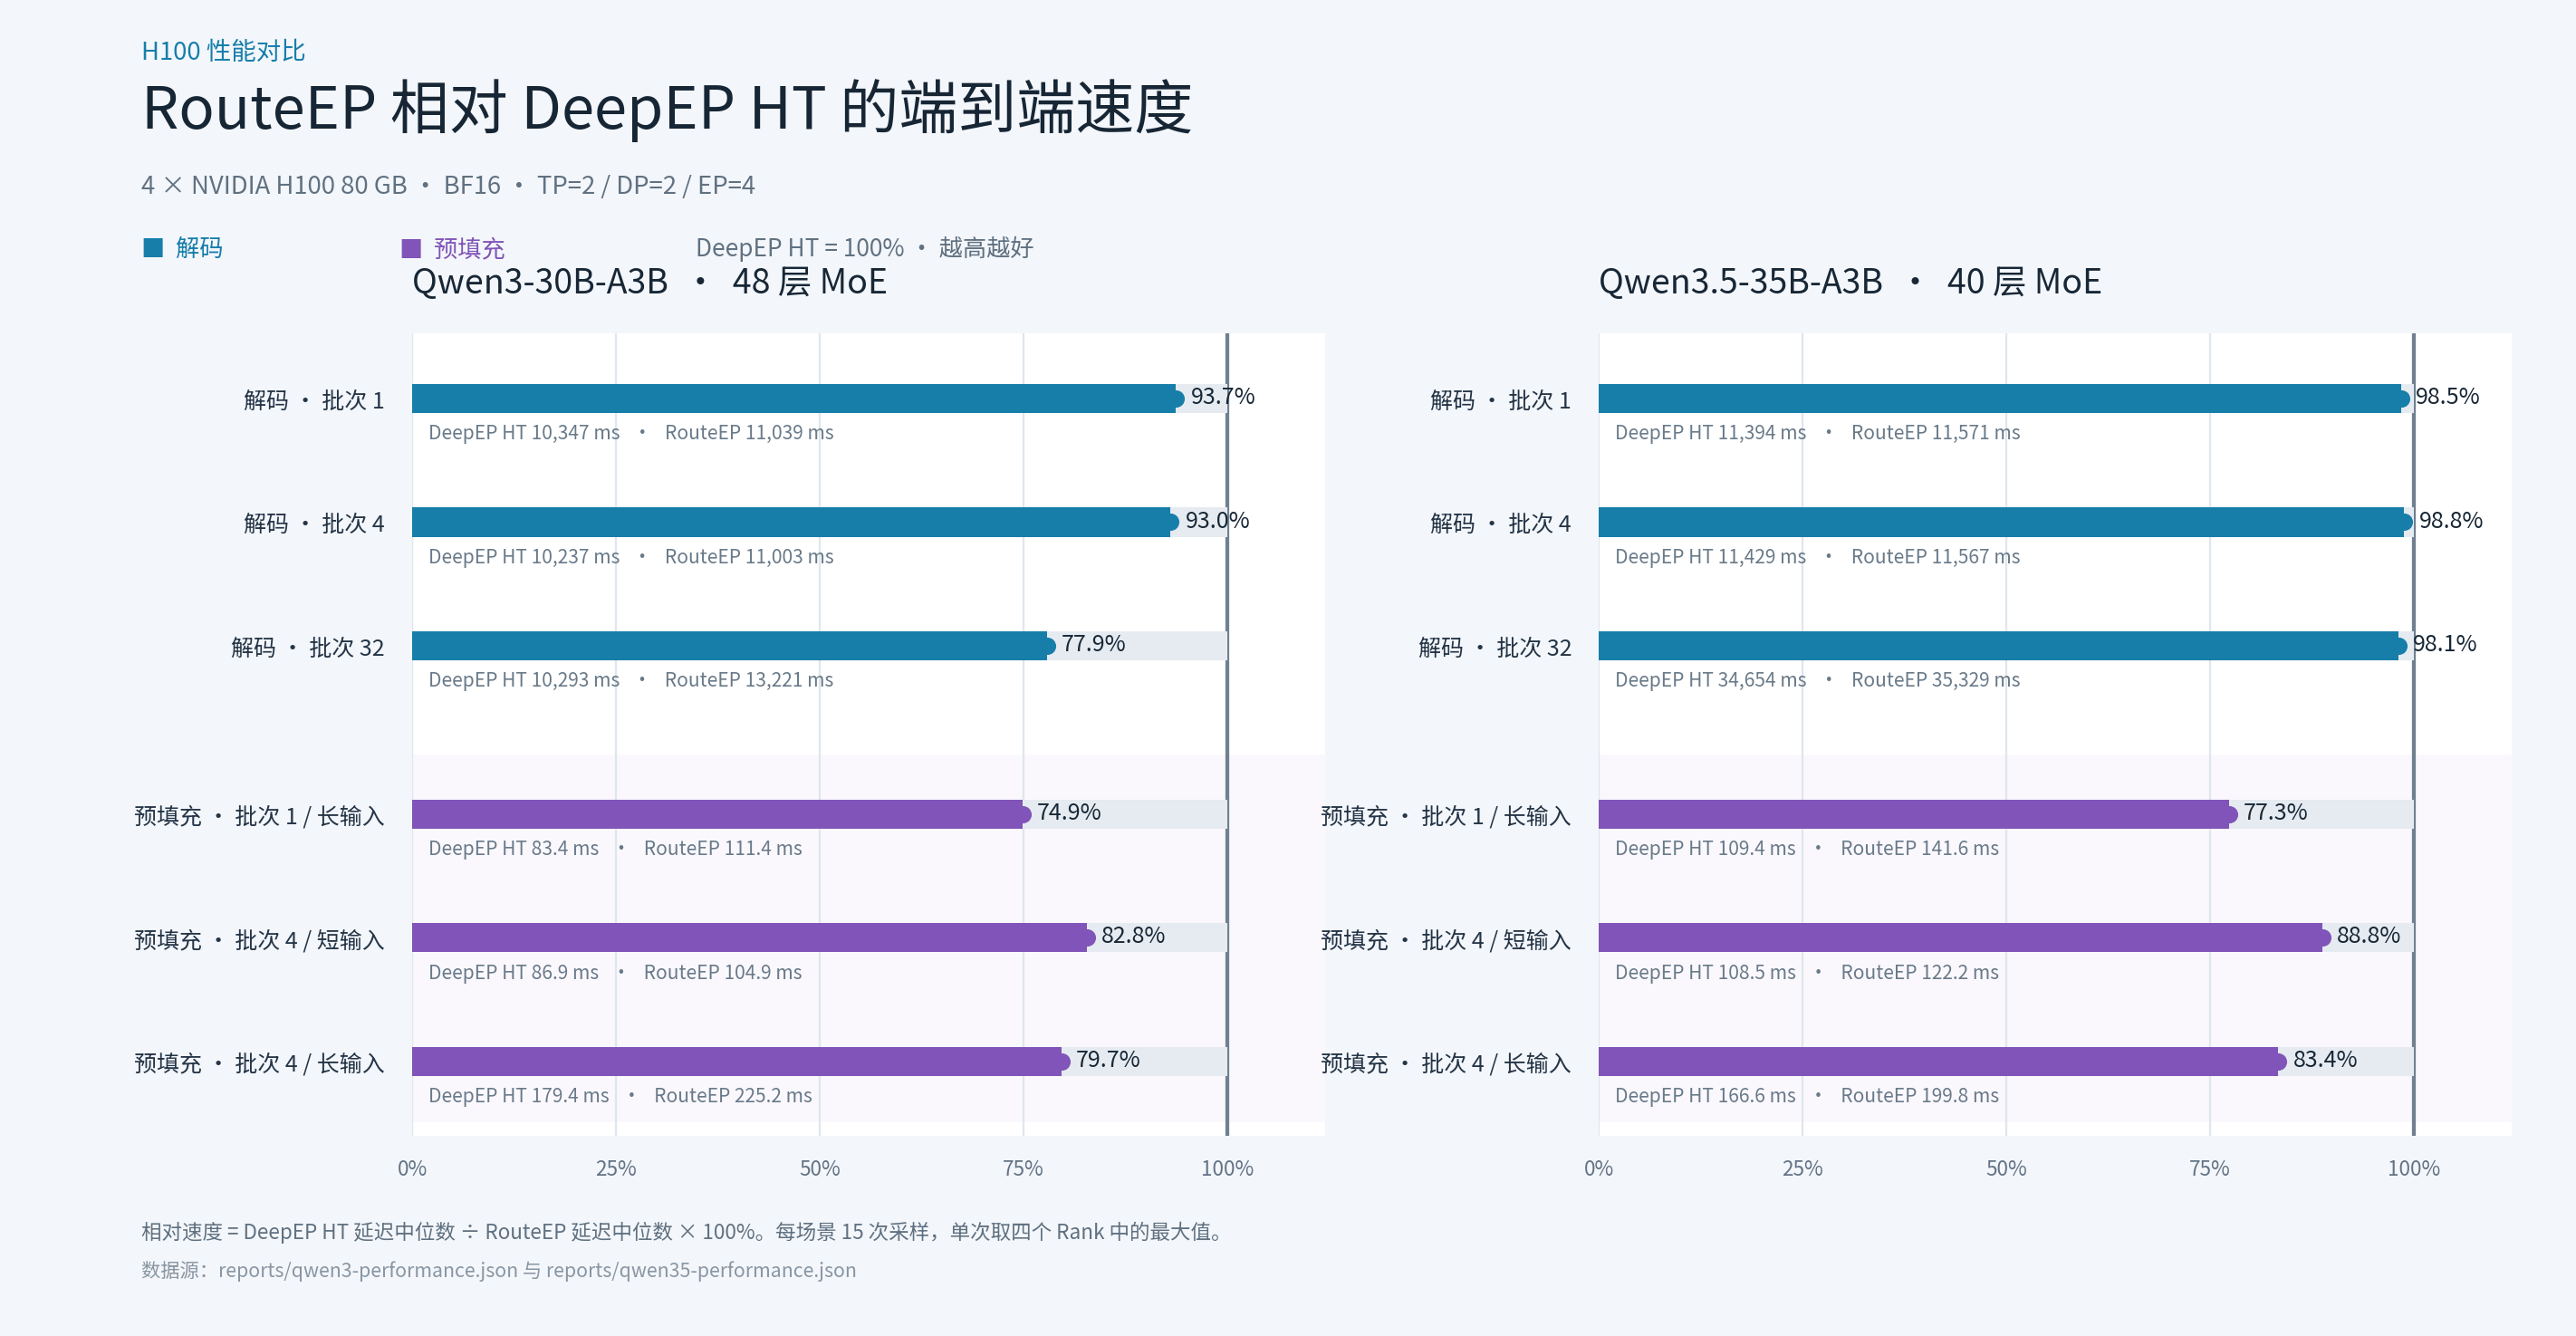 H100 性能对比
RouteEP 相对 DeepEP HT 的端到端速度
4 × NVIDIA H100 80 GB • BF16 • TP=2 / DP=2 / EP=4
解码 预填充 DeepEP HT = 100% • 越高越好
Qwen3-30B-A3B • 48 层 MoE
解码 • 批次 1
93.7%
DeepEP HT 10,347 ms • RouteEP 11,039 ms
解码 • 批次 4
93.0%
DeepEP HT 10,237 ms • RouteEP 11,003 ms
解码 • 批次 32
77.9%
DeepEP HT 10,293 ms • RouteEP 13,221 ms
预填充 • 批次 1 / 长输入
74.9%
DeepEP HT 83.4 ms • RouteEP 111.4 ms
预填充 • 批次 4 / 短输入
82.8%
DeepEP HT 86.9 ms • RouteEP 104.9 ms
预填充 • 批次 4 / 长输入
79.7%
DeepEP HT 179.4 ms • RouteEP 225.2 ms
0% 25% 50% 75% 100%
Qwen3.5-35B-A3B • 40 层 MoE
解码 • 批次 1
98.5%
DeepEP HT 11,394 ms • RouteEP 11,571 ms
解码 • 批次 4
98.8%
DeepEP HT 11,429 ms • RouteEP 11,567 ms
解码 • 批次 32
98.1%
DeepEP HT 34,654 ms • RouteEP 35,329 ms
预填充 • 批次 1 / 长输入
77.3%
DeepEP HT 109.4 ms • RouteEP 141.6 ms
预填充 • 批次 4 / 短输入
88.8%
DeepEP HT 108.5 ms • RouteEP 122.2 ms
预填充 • 批次 4 / 长输入
83.4%
DeepEP HT 166.6 ms • RouteEP 199.8 ms
0% 25% 50% 75% 100%
相对速度 = DeepEP HT 延迟中位数 ÷ RouteEP 延迟中位数 × 100%。每场景 15 次采样，单次取四个 Rank 中的最大值。
数据源：reports/qwen3-performance.json 与 reports/qwen35-performance.json